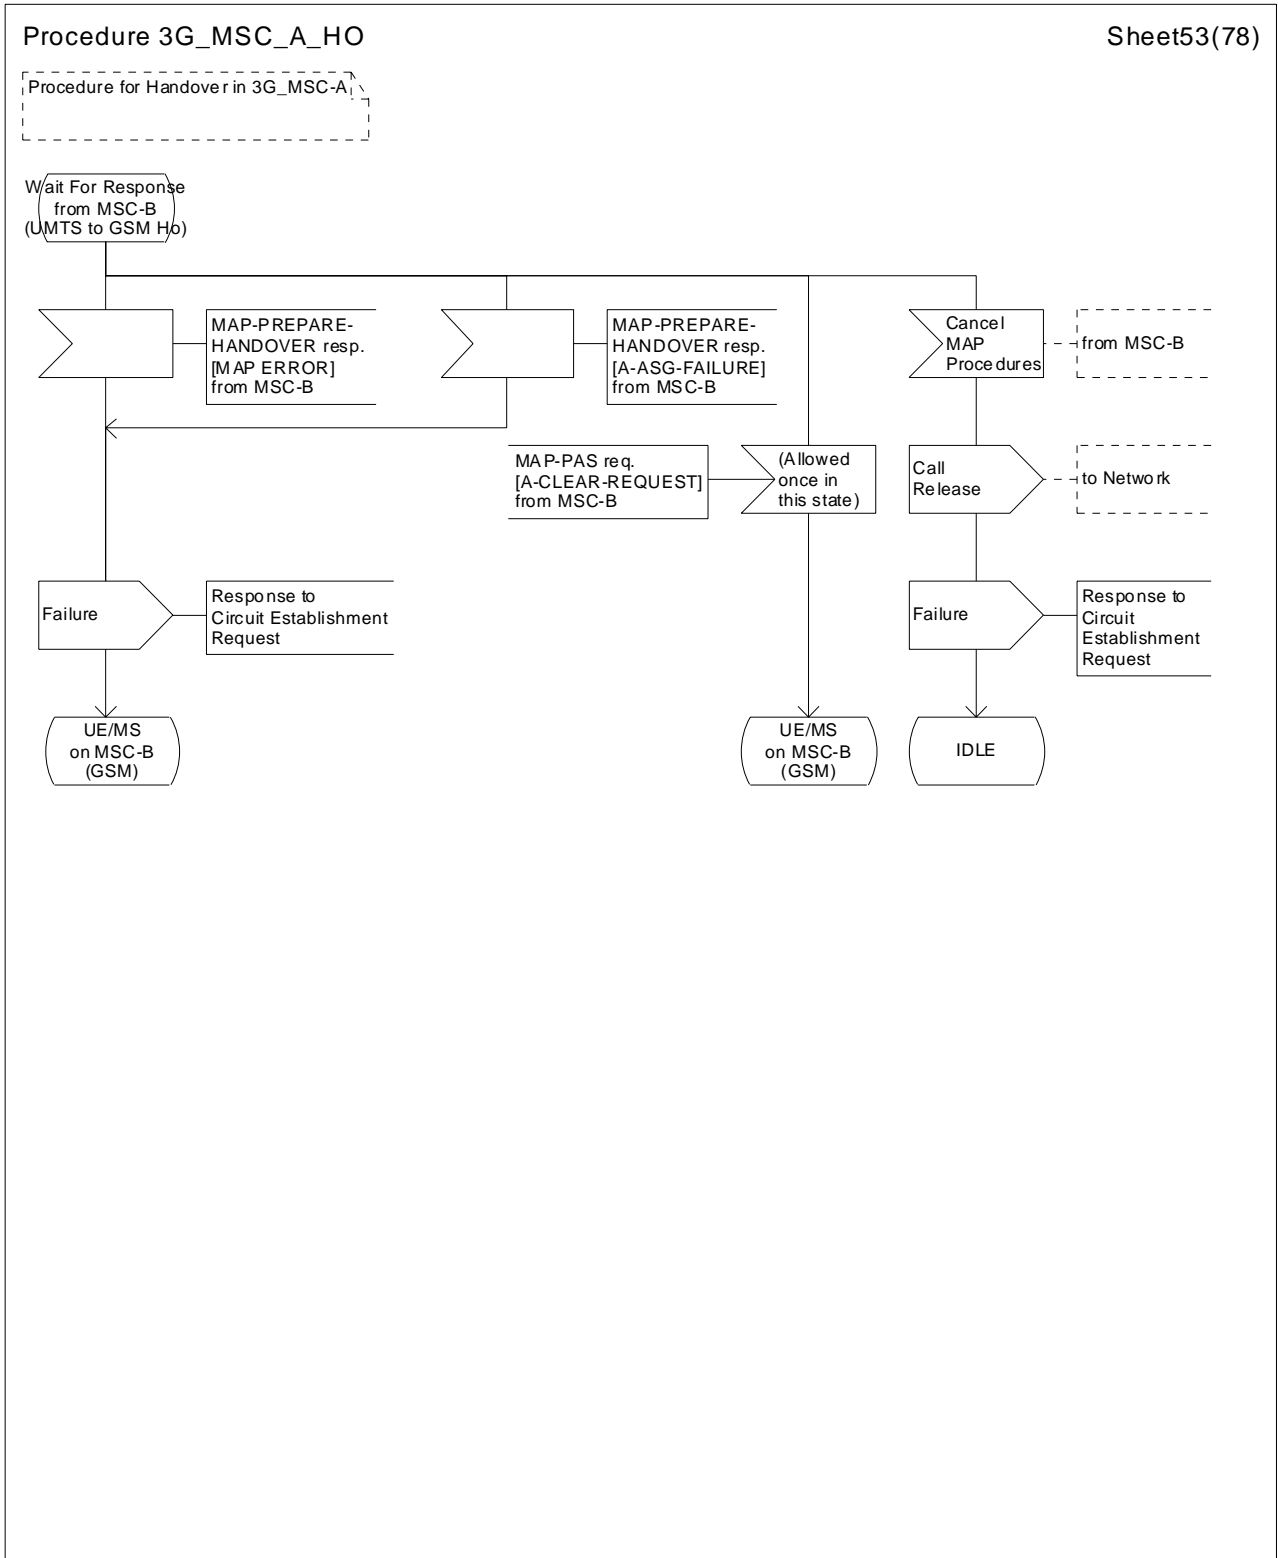 Procedure 3G_MSC_A_HO
Sheet53(78)
Procedure for Handover in 3G_MSC-A
Wait For Response
from MSC-B
(UMTS to GSM Ho)
MAP-PREPARE-
HANDOVER resp.
[MAP ERROR]
from MSC-B
MAP-PREPARE-
HANDOVER resp.
[A-ASG-FAILURE]
from MSC-B
Cancel
MAP
Procedures
from MSC-B
MAP-PAS req.
[A-CLEAR-REQUEST]
from MSC-B
(Allowed
once in
this state)
Call
Release
to Network
Failure
Response to
Circuit Establishment
Request
Failure
Response to
Circuit
Establishment
Request
UE/MS
on MSC-B
(GSM)
UE/MS
on MSC-B
(GSM)
IDLE